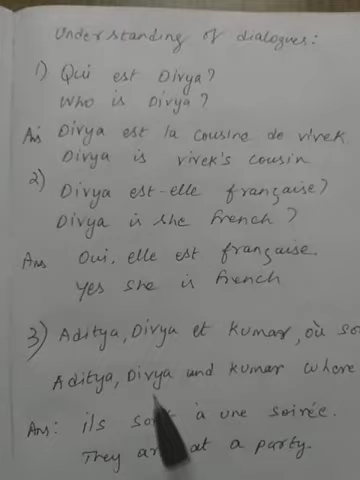 Understanding of dialogues:
1) Qui est Divya?
Who is Divya?
Ans Divya est la cousine de vivek
Divya is vivek's cousin
2) Divya est-elle française?
Divya is she French?
Ans Oui, elle est française.
Yes she is French
3) Aditya, Divya et Kumar, où
Aditya, Divya and Kumar where
Ans: ils à une soirée.
They at a party.